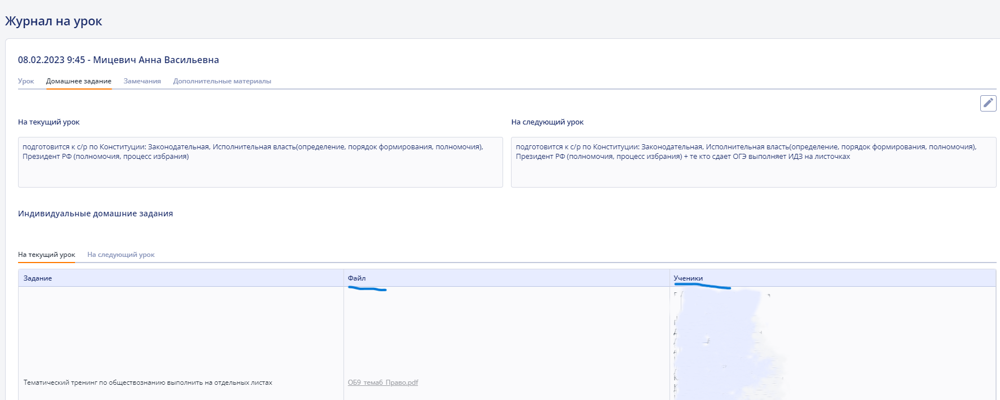 Журнал на урок
08.02.2023 9:45 - Мицевич Анна Васильевна
Урок Домашнее задание Замечания Дополнительные материалы
На текущий урок
подготовится к с/р по Конституции: Законодательная, Исполнительная власть(определение, порядок формирования, полномочия),
Президент РФ (полномочия, процесс избрания)
На следующий урок
подготовится к с/р по Конституции: Законодательная, Исполнительная власть(определение, порядок формирования, полномочия),
Президент РФ (полномочия, процесс избрания) + те кто сдает ОГЭ выполняет ИДЗ на листочках
Индивидуальные домашние задания
На текущий урок На следующий урок
Задание Файл Ученики
Тематический тренинг по обществознанию выполнить на отдельных листах ОБ9_тема6_Право.pdf